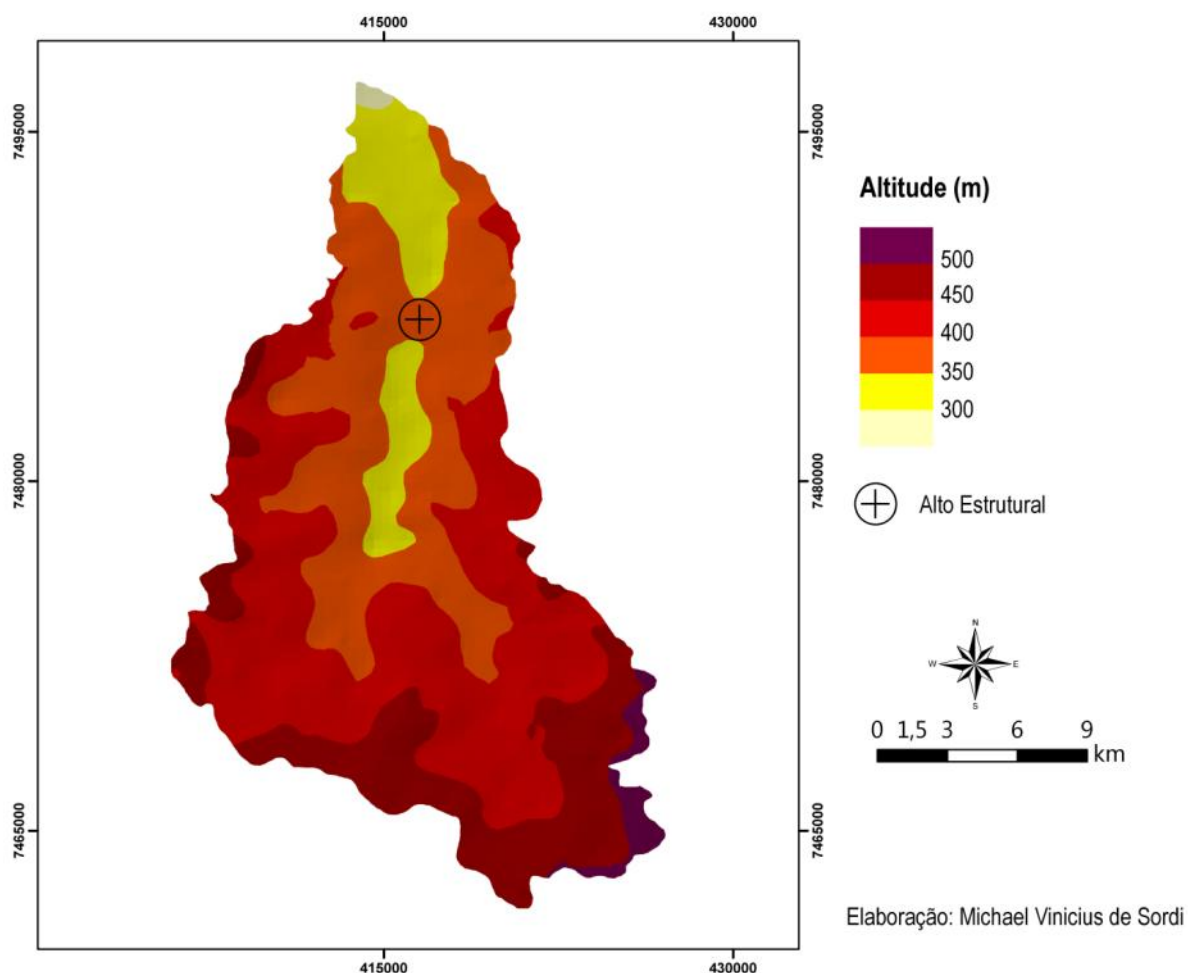 415000 430000
7495000 7495000
Altitude (m)
500
450
400
350
300
7480000 7480000
Alto Estrutural
N
W E
S
0 1,5 3 6 9
km
7465000 7465000
Elaboração: Michael Vinicius de Sordi
415000 430000